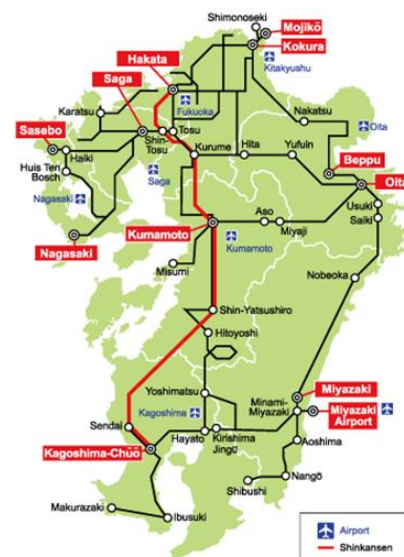 Shimonoseki
Mojikō
Kokura
Kitakyushu
Hakata
Saga
Fukuoka
Karatsu
Nakatsu
Sasebo
Oita
Tosu
Shin-
Tosu
Haiki
Kurume
Hita
Yufuin
Beppu
Huis Ten
Bosch
Saga
Oita
Nagasaki
Usuki
Saiki
Nagasaki
Kumamoto
Aso
Miyaji
Kumamoto
Misumi
Nobeoka
Shin-Yatsushiro
Hitoyoshi
Yoshimatsu
Miyazaki
Kagoshima
Minami-
Miyazaki
Miyazaki
Airport
Sendai
Hayato
Kirishima
Jingū
Aoshima
Kagoshima-Chūō
Nangō
Shibushi
Makurazaki
Ibusuki
Airport
Shinkansen